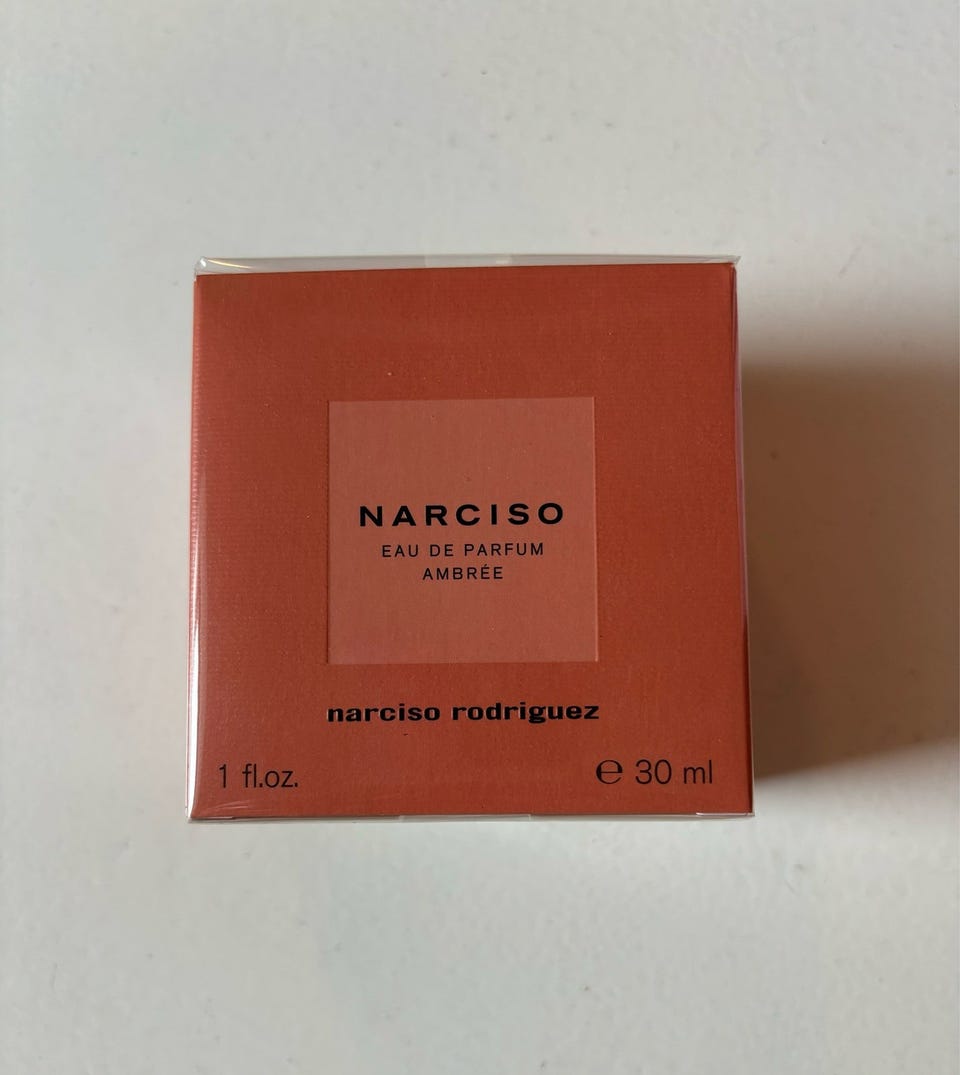 NARCISO
EAU DE PARFUM
AMBRÉE
narciso rodriguez
1 fl.oz.
℮ 30 ml